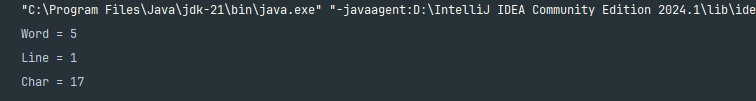 "C:\Program Files\Java\jdk-21\bin\java.exe" "-javaagent:D:\IntelliJ IDEA Community Edition 2024.1\lib\ide
Word = 5
Line = 1
Char = 17